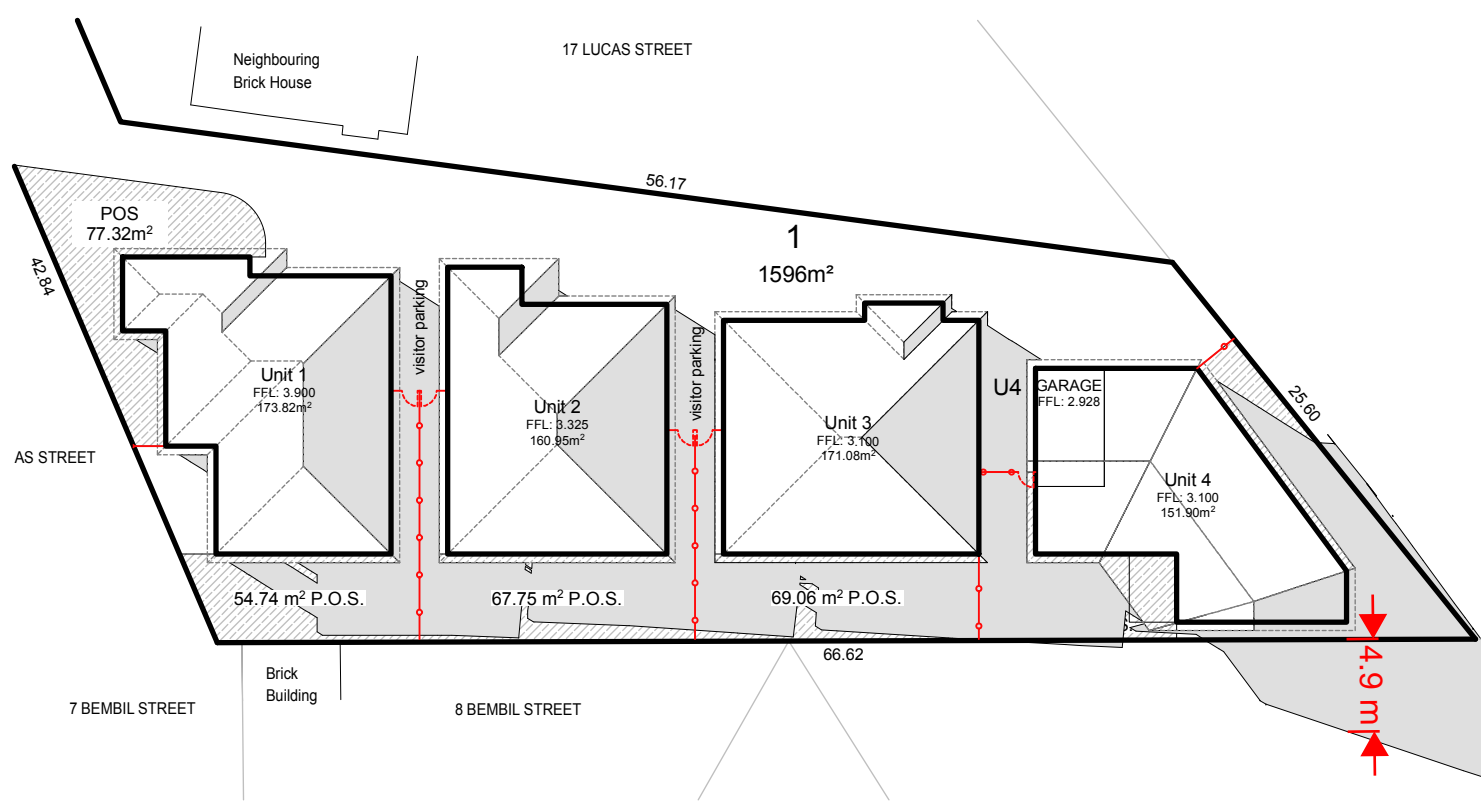 Neighbouring
Brick House
17 LUCAS STREET
56.17
POS
77.32m²
1
1596m²
42.84
visitor parking
visitor parking
Unit 1
FFL: 3.900
173.82m²
Unit 2
FFL: 3.325
160.95m²
Unit 3
FFL: 3.100
171.08m²
U4
GARAGE
FFL: 2.928
25.60
AS STREET
Unit 4
FFL: 3.100
151.90m²
54.74 m² P.O.S.
67.75 m² P.O.S.
69.06 m² P.O.S.
66.62
4.9 m
Brick
Building
7 BEMBIL STREET
8 BEMBIL STREET